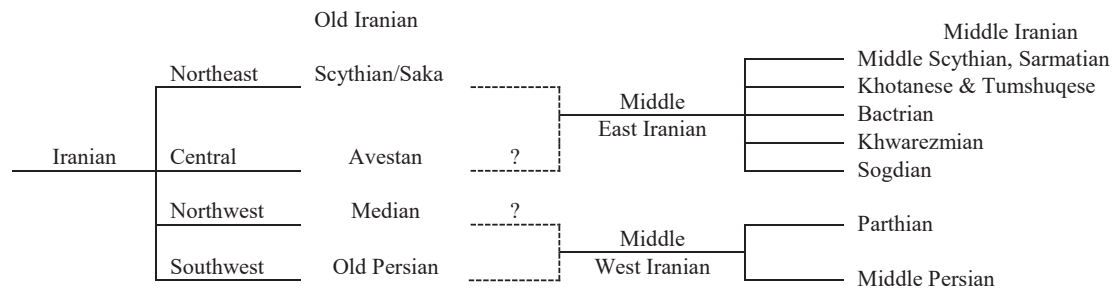 Old Iranian
Middle Iranian
Northeast Scythian/Saka
Middle Scythian, Sarmatian
Khotanese & Tumshuqese
Middle
East Iranian
Bactrian
Khwarezmian
Iranian Central Avestan ?
Sogdian
Northwest Median ?
Parthian
Middle
West Iranian
Southwest Old Persian
Middle Persian